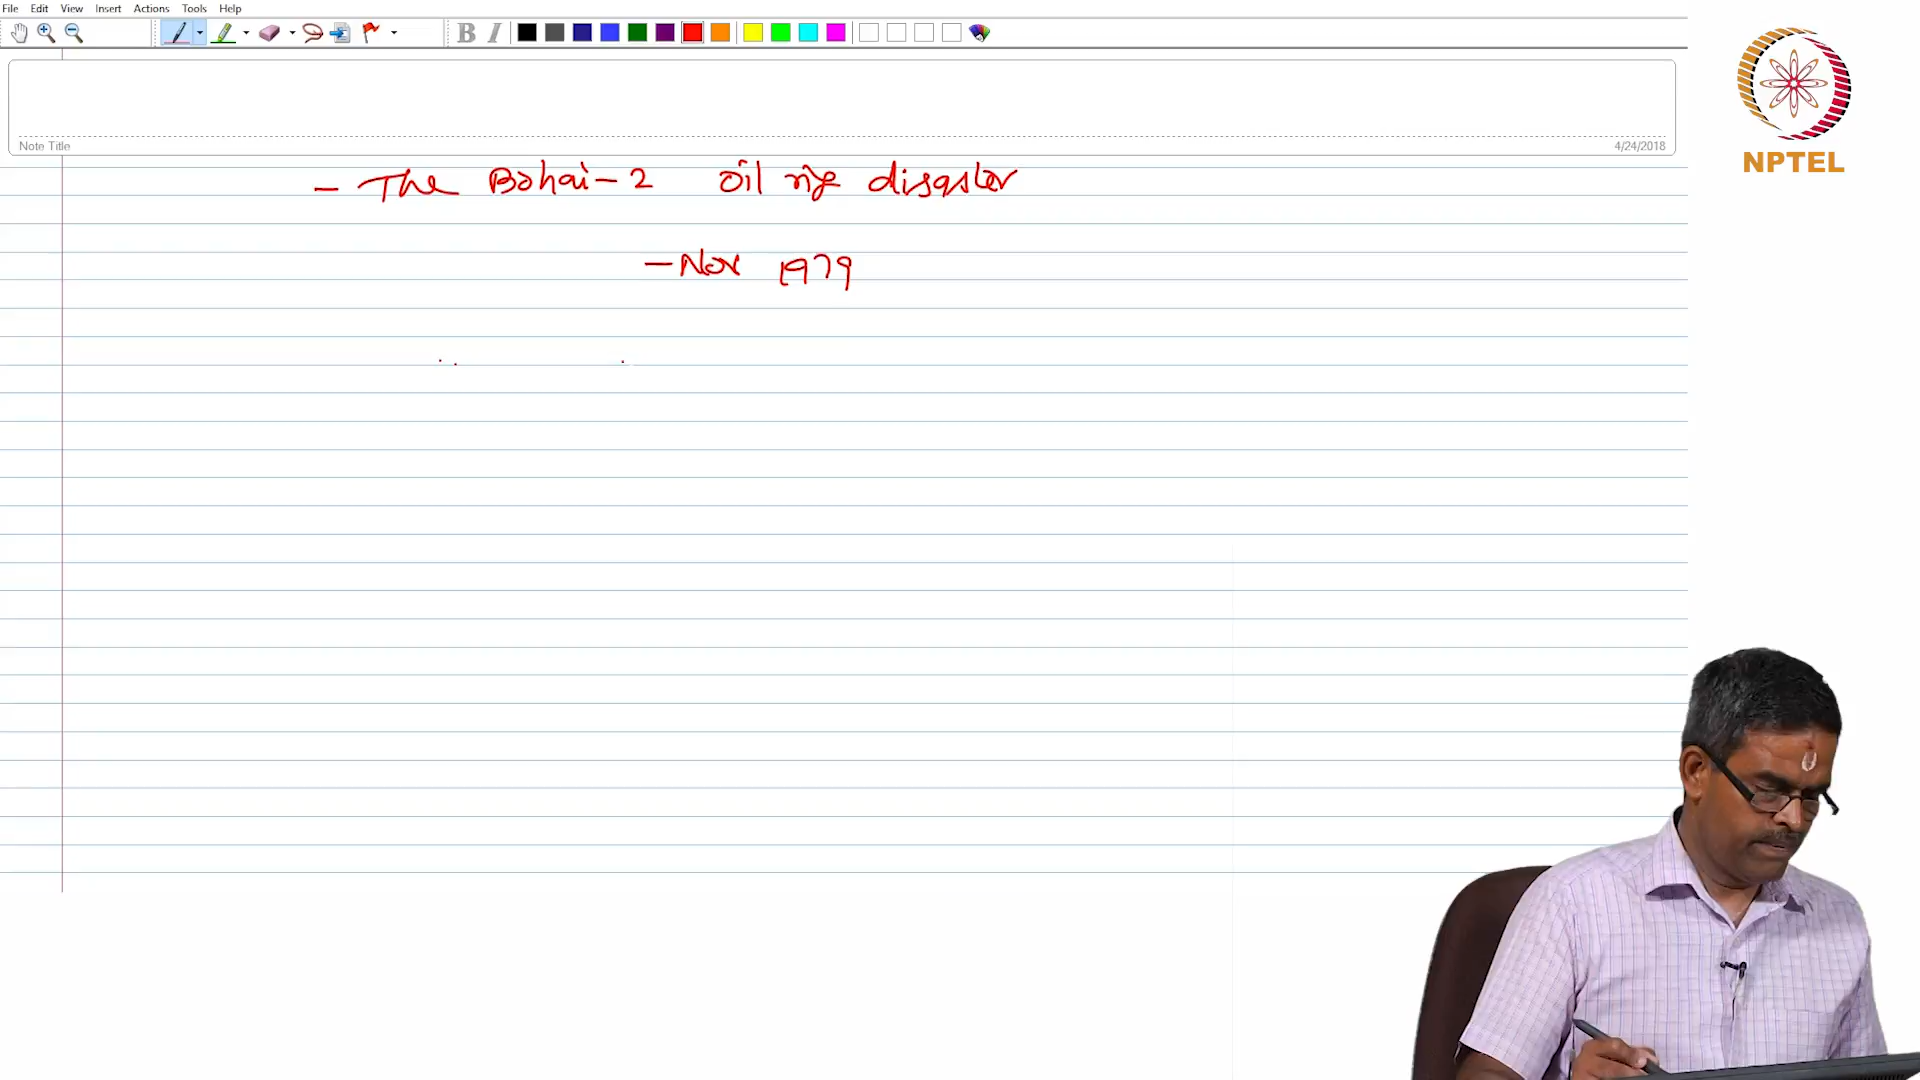 File Edit View Insert Actions Tools Help
B I
Note Title
4/24/2018
NPTEL
- The Bohai-2 oil rig disaster
- Nov 1979